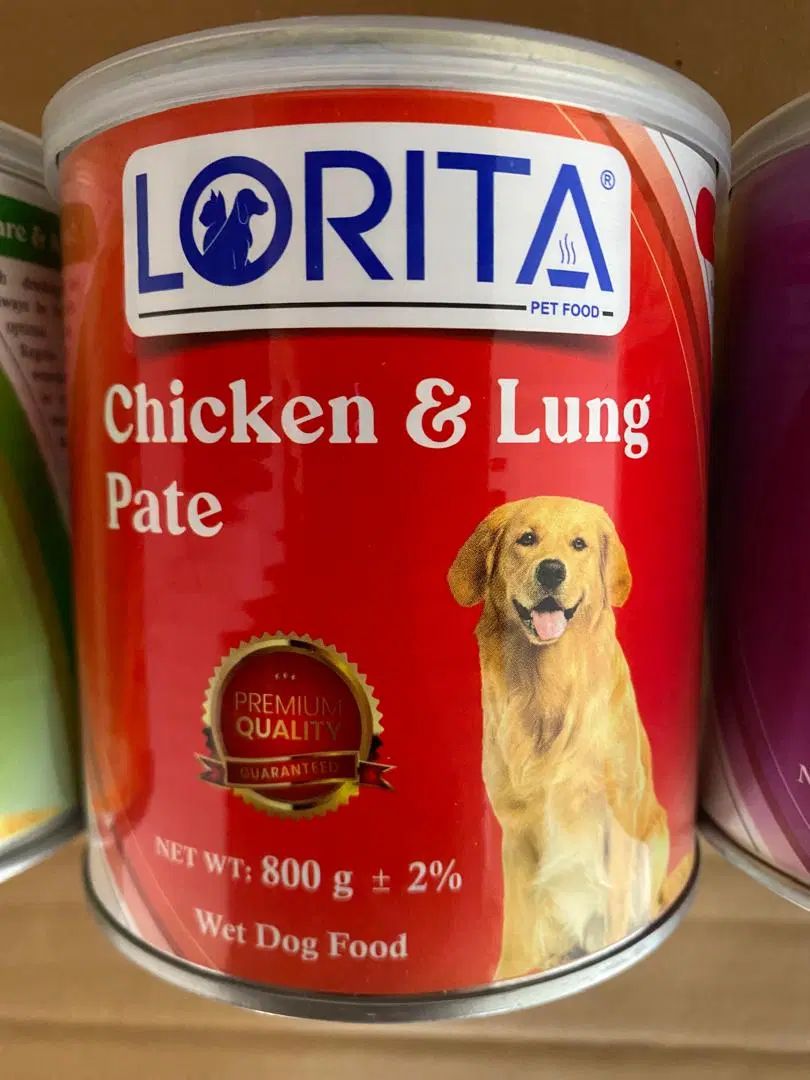 LORITA®
PET FOOD
Chicken & Lung
Pate
PREMIUM
QUALITY
GUARANTEED
NET WT: 800 g ± 2%
Wet Dog Food